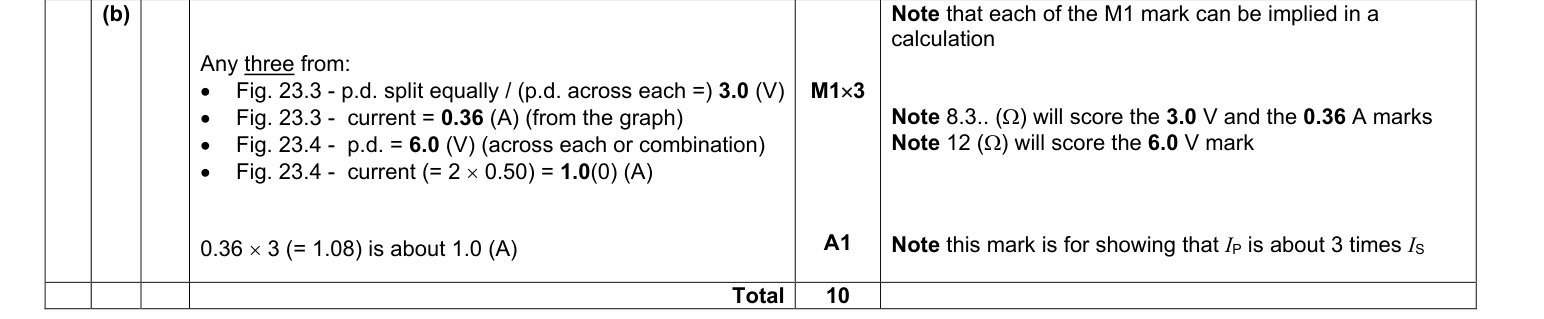 (b)
Note that each of the M1 mark can be implied in a
calculation
Any three from:
• Fig. 23.3 - p.d. split equally / (p.d. across each =) 3.0 (V)
M1×3
• Fig. 23.3 - current = 0.36 (A) (from the graph)
Note 8.3.. (Ω) will score the 3.0 V and the 0.36 A marks
• Fig. 23.4 - p.d. = 6.0 (V) (across each or combination)
Note 12 (Ω) will score the 6.0 V mark
• Fig. 23.4 - current (= 2 × 0.50) = 1.0(0) (A)
0.36 × 3 (= 1.08) is about 1.0 (A)
A1
Note this mark is for showing that IP is about 3 times IS
Total 10